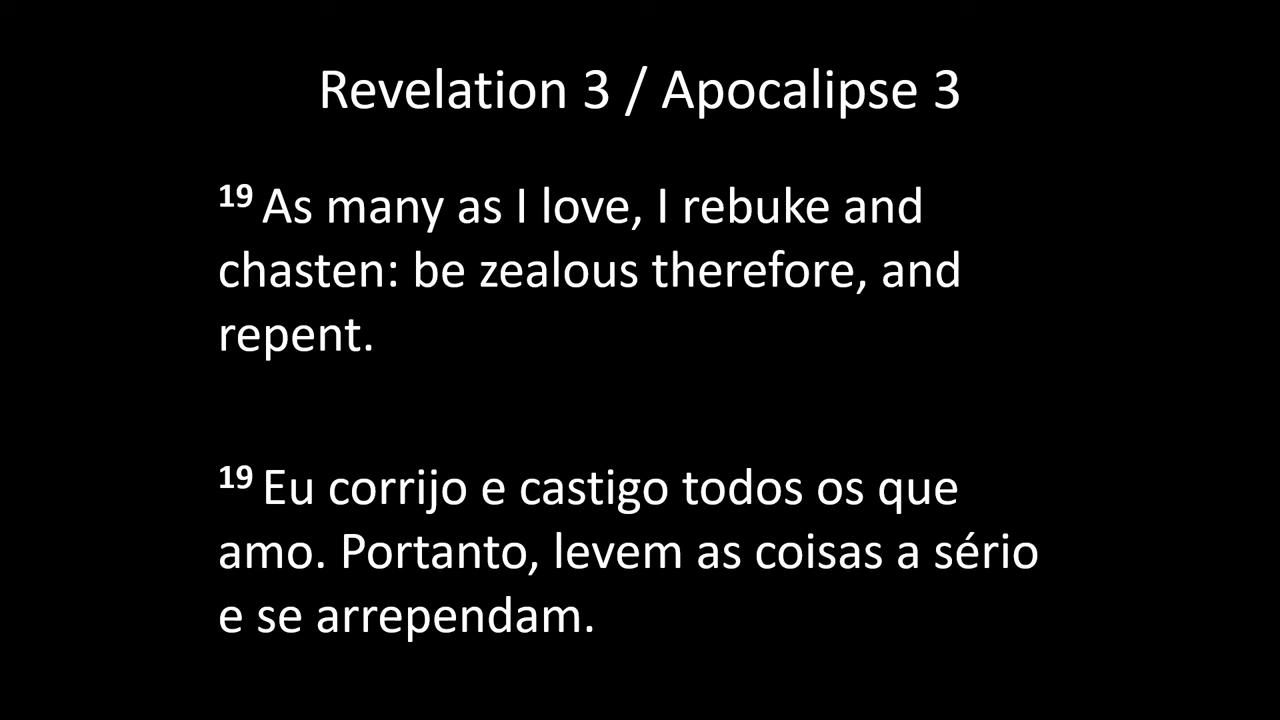 Revelation 3 / Apocalipse 3
19 As many as I love, I rebuke and
chasten: be zealous therefore, and
repent.
19 Eu corrijo e castigo todos os que
amo. Portanto, levem as coisas a sério
e se arrependam.